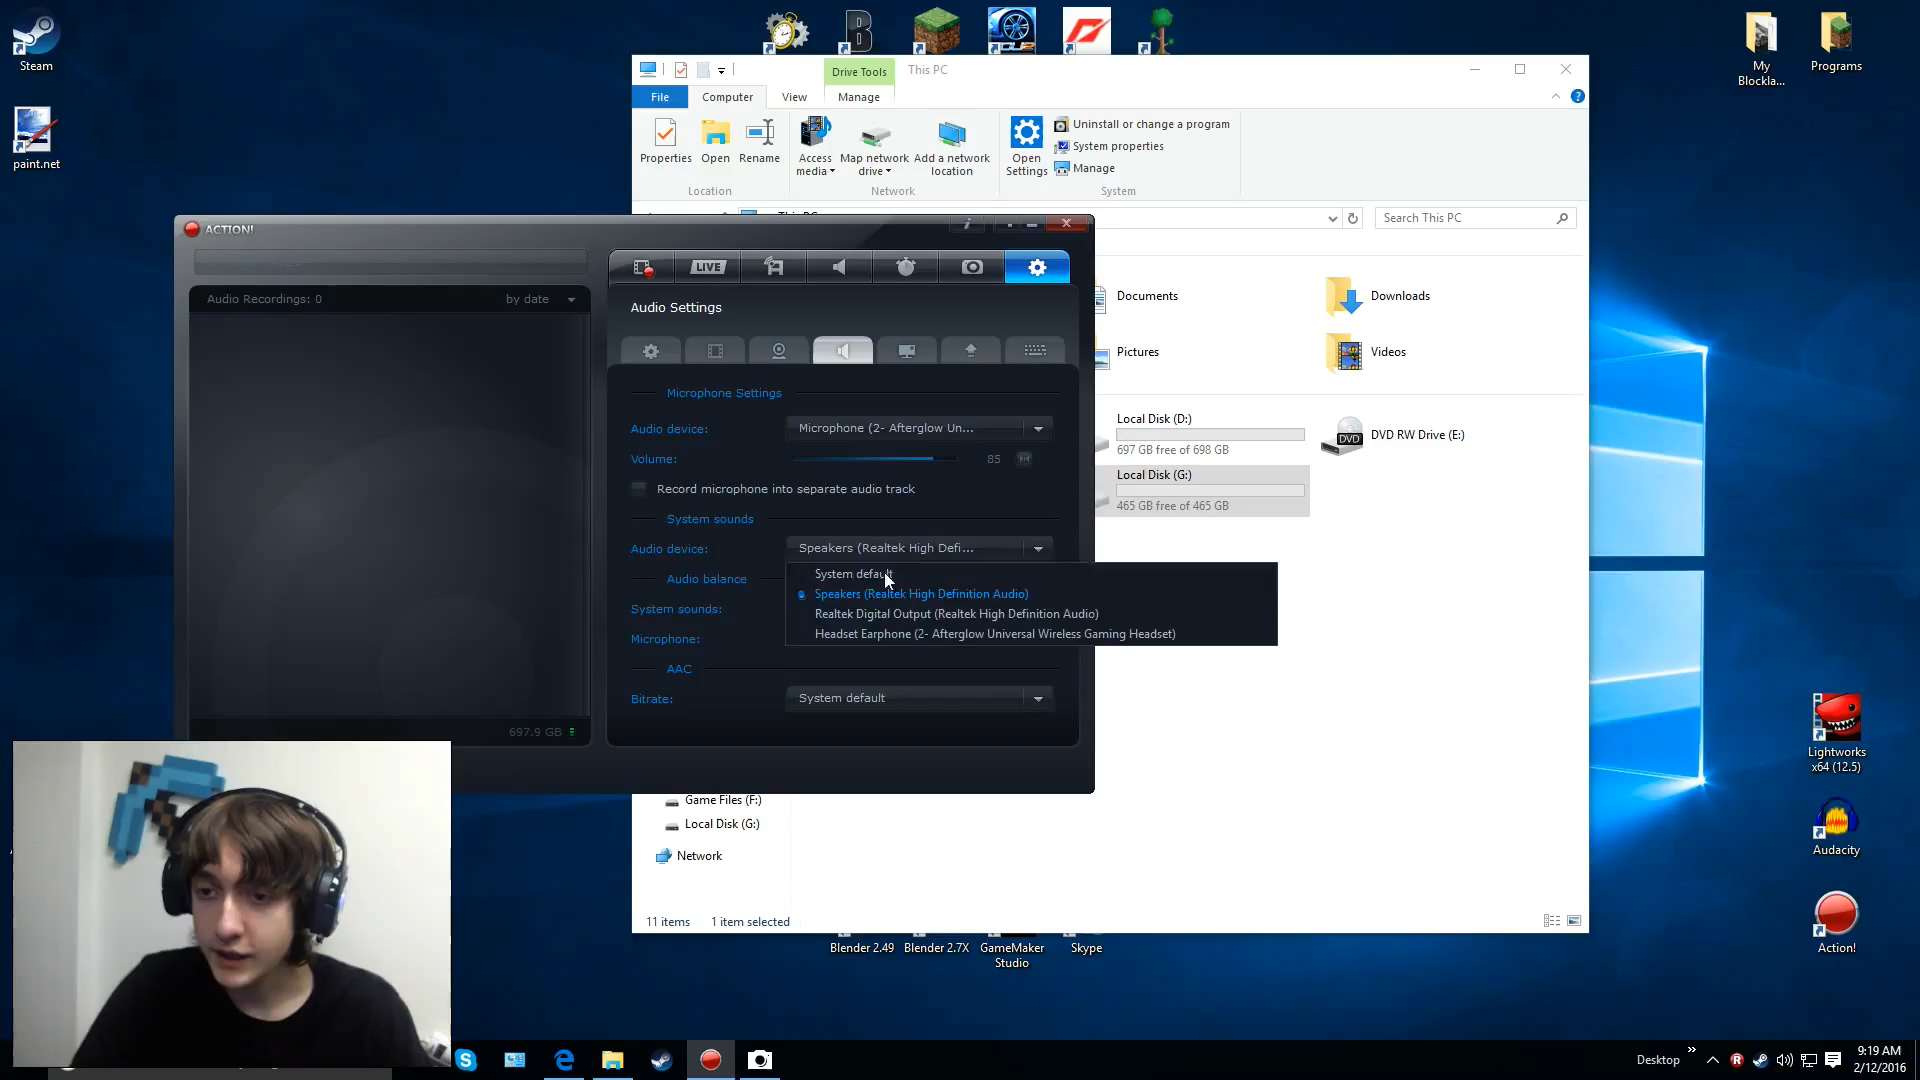 Steam
paint.net
My
Blockla...
Programs
Drive Tools
This PC
File
Computer
View
Manage
Properties
Open
Rename
Access
media
Map network
drive
Add a network
location
Open
Settings
Uninstall or change a program
System properties
Manage
Location
Network
System
Search This PC
ACTION!
LIVE
Audio Recordings: 0
by date
Audio Settings
Microphone Settings
Audio device:
Microphone (2- Afterglow Un...
Volume:
85
Record microphone into separate audio track
System sounds
Audio device:
Speakers (Realtek High Defi...
System default
Speakers (Realtek High Definition Audio)
Realtek Digital Output (Realtek High Definition Audio)
Headset Earphone (2- Afterglow Universal Wireless Gaming Headset)
Audio balance
System sounds:
Microphone:
AAC
Bitrate:
System default
697.9 GB
Documents
Downloads
Pictures
Videos
Local Disk (D:)
697 GB free of 698 GB
DVD
DVD RW Drive (E:)
Local Disk (G:)
465 GB free of 465 GB
Game Files (F:)
Local Disk (G:)
Network
11 items
1 item selected
Blender 2.49
Blender 2.7X
GameMaker
Studio
Skype
Lightworks
x64 (12.5)
Audacity
Action!
Desktop
9:19 AM
2/12/2016